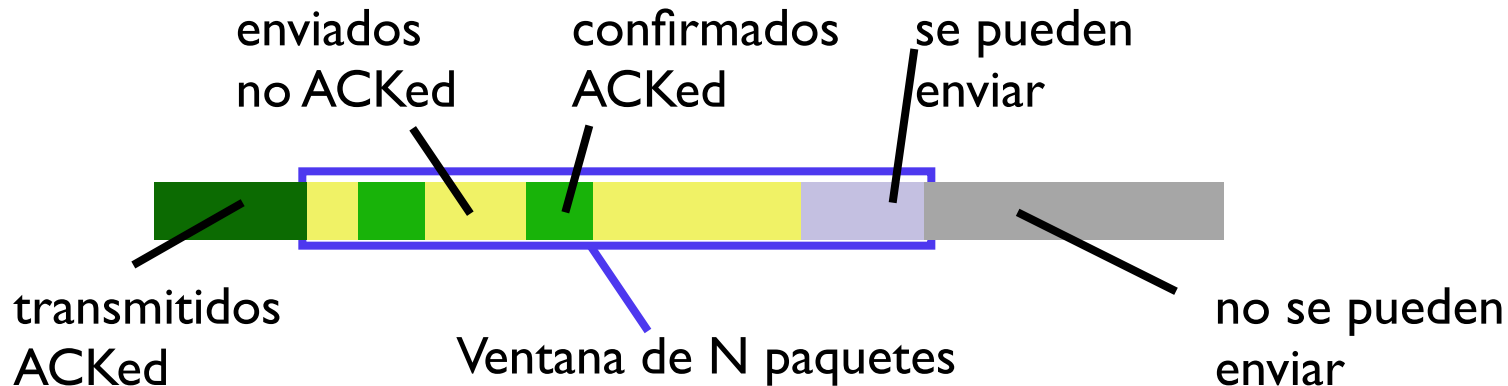 enviados
no ACKed
confirmados
ACKed
se pueden
enviar
transmitidos
ACKed
Ventana de N paquetes
no se pueden
enviar